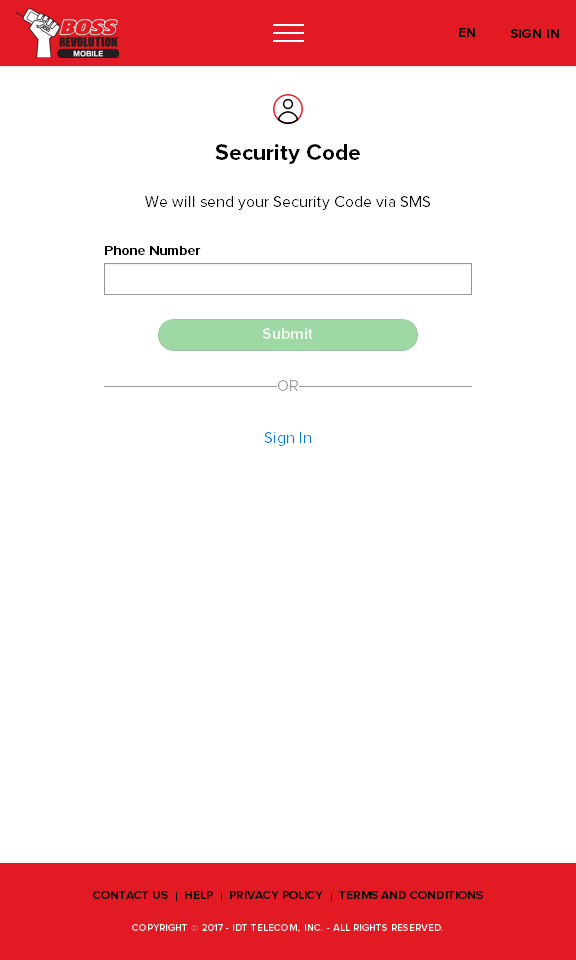 BOSS
REVOLUTION
MOBILE
EN
SIGN IN
Security Code
We will send your Security Code via SMS
Phone Number
Submit
OR
Sign In
CONTACT US | HELP | PRIVACY POLICY | TERMS AND CONDITIONS
COPYRIGHT © 2017 - IDT TELECOM, INC. - ALL RIGHTS RESERVED.